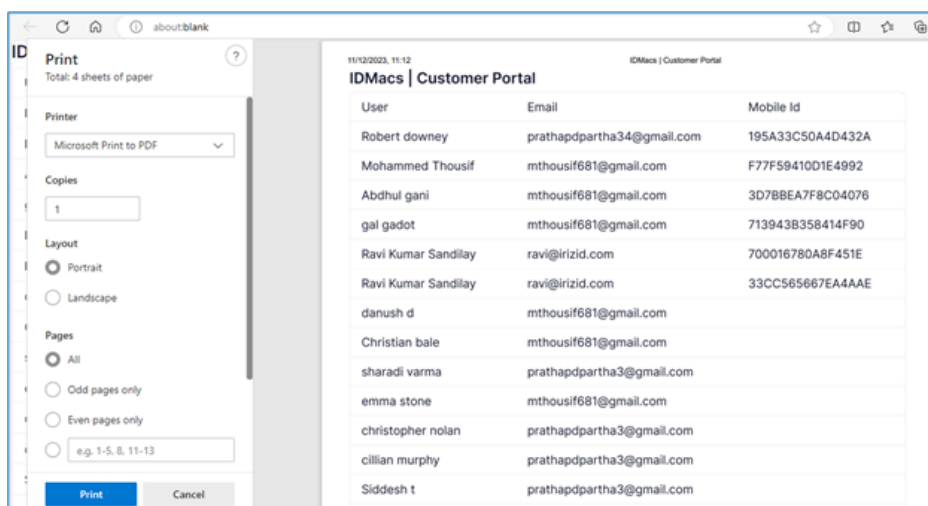 about:blank
ID
Print
?
Total: 4 sheets of paper
Printer
Microsoft Print to PDF
Copies
1
Layout
Portrait
Landscape
Pages
All
Odd pages only
Even pages only
e.g. 1-5, 8, 11-13
Print Cancel
11/12/2023, 11:12 IDMacs | Customer Portal
IDMacs | Customer Portal
User Email Mobile Id
Robert downey prathapdpartha34@gmail.com 195A33C50A4D432A
Mohammed Thousif mthousif681@gmail.com F77F59410D1E4992
Abdhul gani mthousif681@gmail.com 3D7BBEA7F8C04076
gal gadot mthousif681@gmail.com 713943B358414F90
Ravi Kumar Sandilay ravi@irizid.com 700016780A8F451E
Ravi Kumar Sandilay ravi@irizid.com 33CC565667EA4AAE
danush d mthousif681@gmail.com
Christian bale mthousif681@gmail.com
sharadi varma prathapdpartha3@gmail.com
emma stone mthousif681@gmail.com
christopher nolan prathapdpartha3@gmail.com
cillian murphy prathapdpartha3@gmail.com
Siddesh t prathapdpartha3@gmail.com